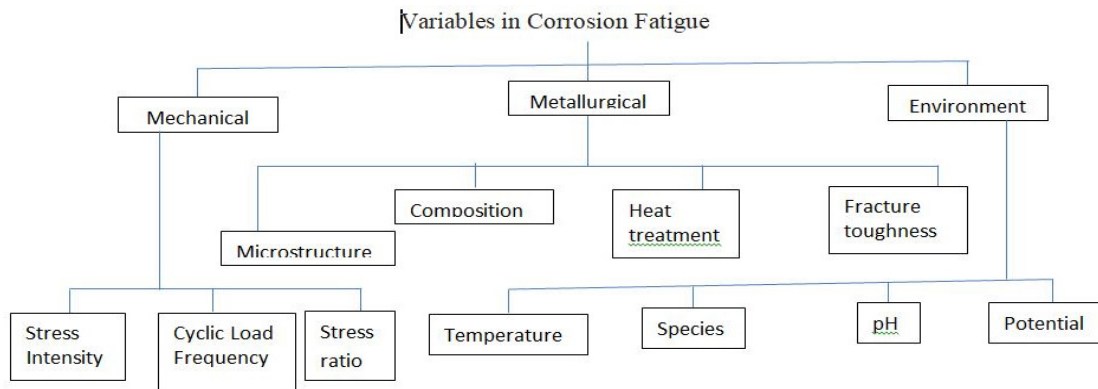 Variables in Corrosion Fatigue
Mechanical
Metallurgical
Environment
Composition
Heat
treatment
Fracture
toughness
Microstructure
Stress
Intensity
Cyclic Load
Frequency
Stress
ratio
Temperature
Species
pH
Potential